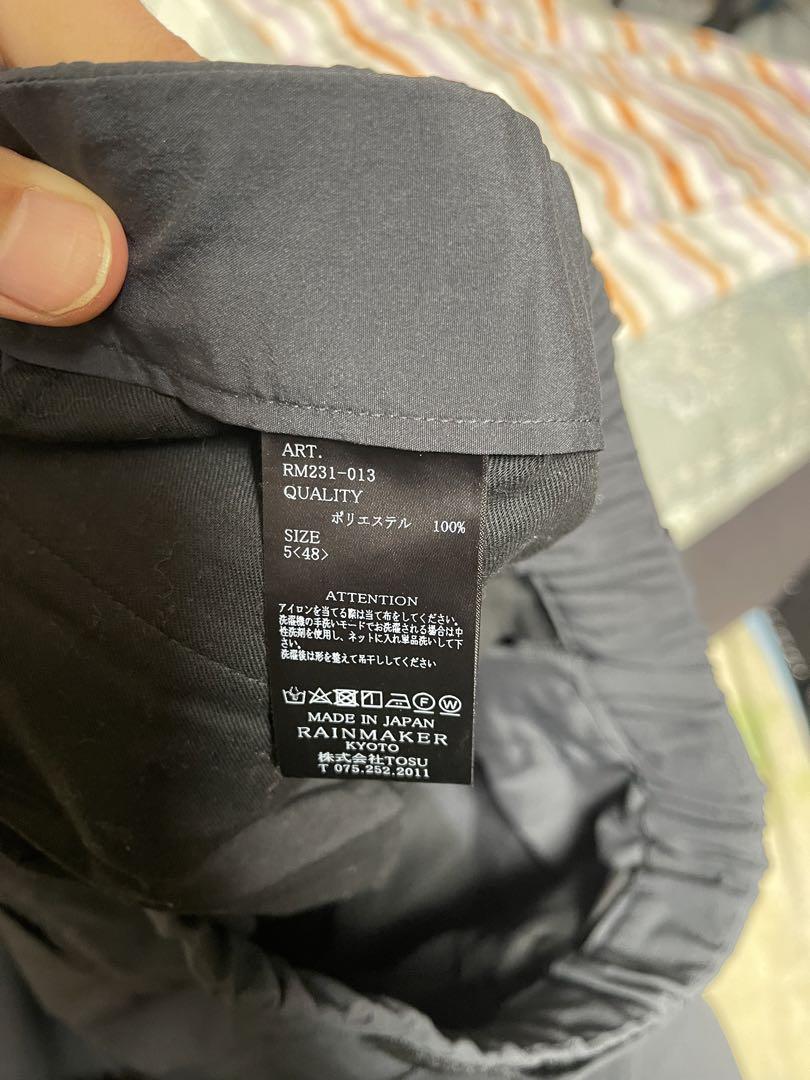 ART.
RM231-013
QUALITY
ポリエステル 100%
SIZE
5<48>
ATTENTION
アイロンを当てる際は当て布をしてください。
洗濯機の手洗いモードでお洗濯される場合は中
性洗剤を使用し、ネットに入れ単品洗いして下
さい。
洗濯後は形を整えて吊干ししてください
F W
MADE IN JAPAN
RAINMAKER
KYOTO
株式会社TOSU
T 075.252.2011